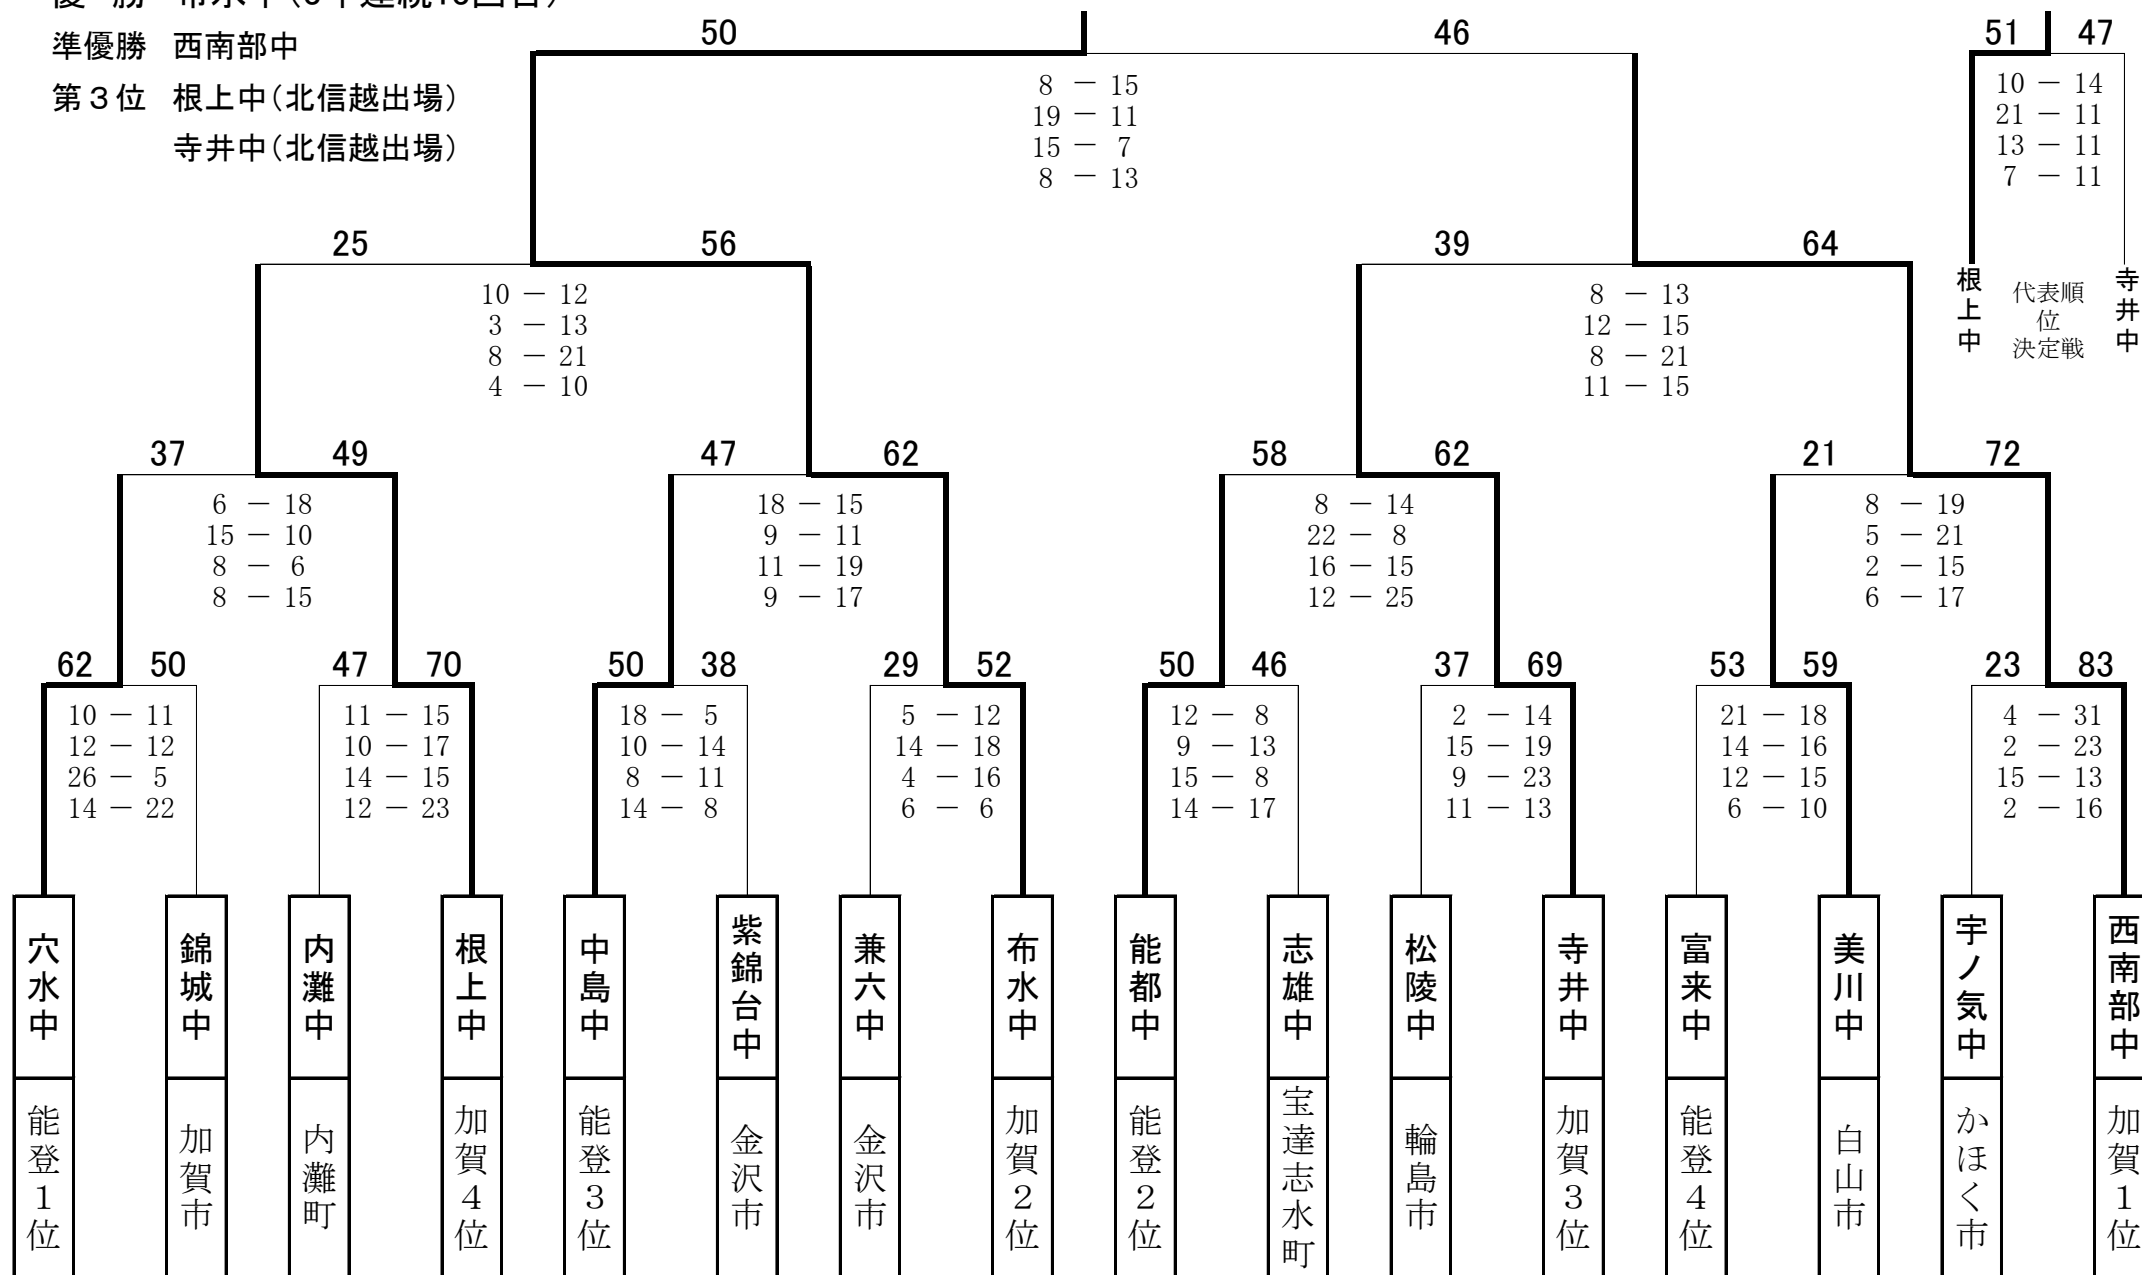 準優勝 西南部中
第３位 根上中（北信越出場）
寺井中（北信越出場）
50 46
8 － 15
19 － 11
15 － 7
8 － 13
51 47
10 － 14
21 － 11
13 － 11
7 － 11
根上中
代表順
位
決定戦
寺井中
25 56
10 － 12
3 － 13
8 － 21
4 － 10
39 64
8 － 13
12 － 15
8 － 21
11 － 15
37 49
6 － 18
15 － 10
8 － 6
8 － 15
47 62
18 － 15
9 － 11
11 － 19
9 － 17
58 62
8 － 14
22 － 8
16 － 15
12 － 25
21 72
8 － 19
5 － 21
2 － 15
6 － 17
62 50
10 － 11
12 － 12
26 － 5
14 － 22
47 70
11 － 15
10 － 17
14 － 15
12 － 23
50 38
18 － 5
10 － 14
8 － 11
14 － 8
29 52
5 － 12
14 － 18
4 － 16
6 － 6
50 46
12 － 8
9 － 13
15 － 8
14 － 17
37 69
2 － 14
15 － 19
9 － 23
11 － 13
53 59
21 － 18
14 － 16
12 － 15
6 － 10
23 83
4 － 31
2 － 23
15 － 13
2 － 16
穴水中
能登１位
錦城中
加賀市
内灘中
内灘町
根上中
加賀４位
中島中
能登３位
紫錦台中
金沢市
兼六中
金沢市
布水中
加賀２位
能都中
能登２位
志雄中
宝達志水町
松陵中
輪島市
寺井中
加賀３位
富来中
能登４位
美川中
白山市
宇ノ気中
かほく市
西南部中
加賀１位